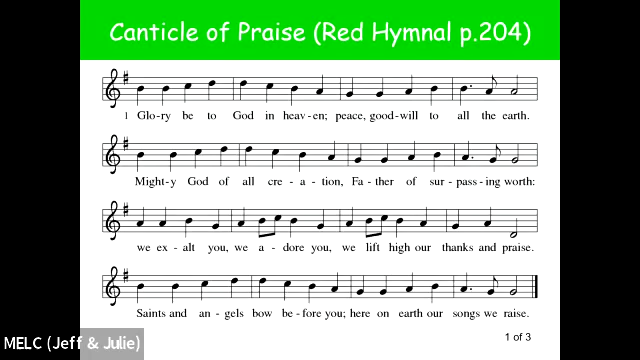 Canticle of Praise (Red Hymnal p.204)
1 Glo-ry be to God in heav-en; peace, good-will to all the earth.
Might-y God of all cre - a - tion, Fa-ther of sur-pass-ing worth:
we ex-alt you, we a-dore you, we lift high our thanks and praise.
Saints and an-gels bow be-fore you; here on earth our songs we raise.
1 of 3
MELC (Jeff & Julie)